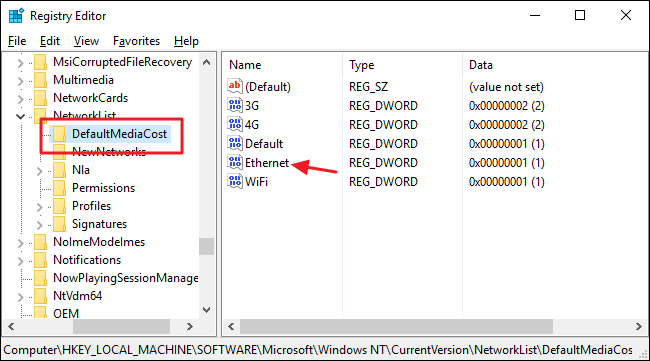 Registry Editor
File Edit View Favorites Help
MsiCorruptedFileRecovery
Multimedia
NetworkCards
NetworkList
DefaultMediaCost
NewNetworks
Nla
Permissions
Profiles
Signatures
NoImeModeImes
Notifications
NowPlayingSessionManage
NtVdm64
OEM
Name Type Data
(Default) REG_SZ (value not set)
3G REG_DWORD 0x00000002 (2)
4G REG_DWORD 0x00000002 (2)
Default REG_DWORD 0x00000001 (1)
Ethernet REG_DWORD 0x00000001 (1)
WiFi REG_DWORD 0x00000001 (1)
Computer\HKEY_LOCAL_MACHINE\SOFTWARE\Microsoft\Windows NT\CurrentVersion\NetworkList\DefaultMediaCos